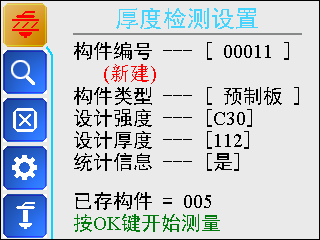 厚度检测设置
构件编号 --- [ 00011 ]
(新建)
构件类型 --- [ 预制板 ]
设计强度 --- [C30]
设计厚度 --- [112]
统计信息 --- [是]
已存构件 = 005
按OK键开始测量